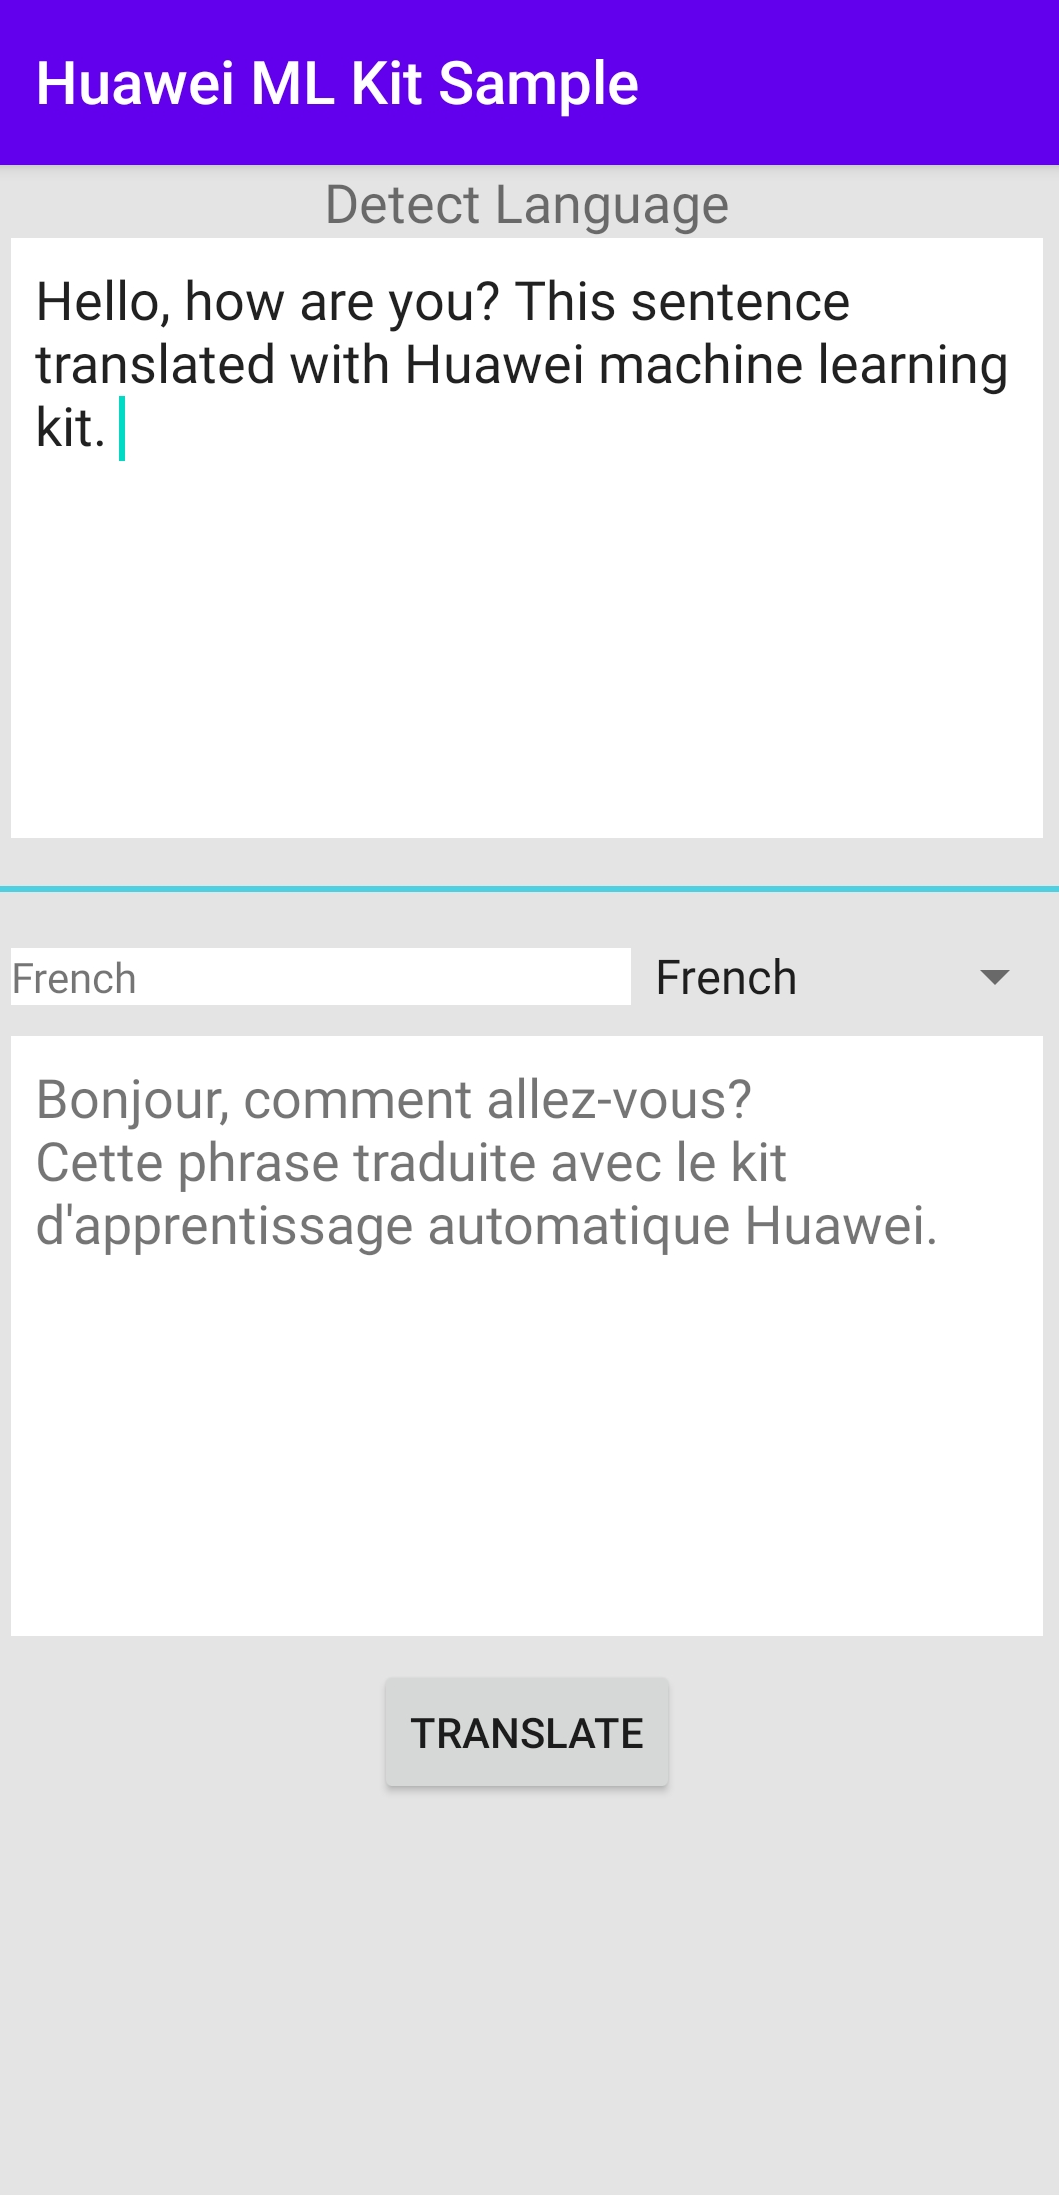 Huawei ML Kit Sample
Detect Language
Hello, how are you? This sentence
translated with Huawei machine learning
kit.
French
French
Bonjour, comment allez-vous?
Cette phrase traduite avec le kit
d'apprentissage automatique Huawei.
TRANSLATE